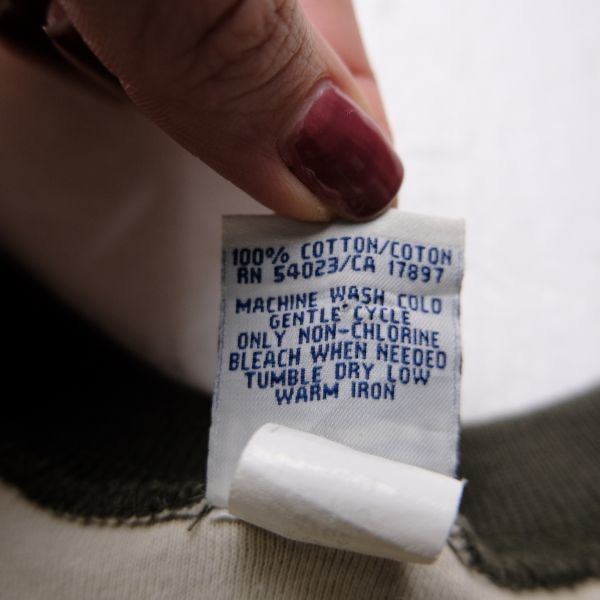 100% COTTON/COTON
RN 54023/CA 17897
MACHINE WASH COLD
GENTLE CYCLE
ONLY NON-CHLORINE
BLEACH WHEN NEEDED
TUMBLE DRY LOW
WARM IRON